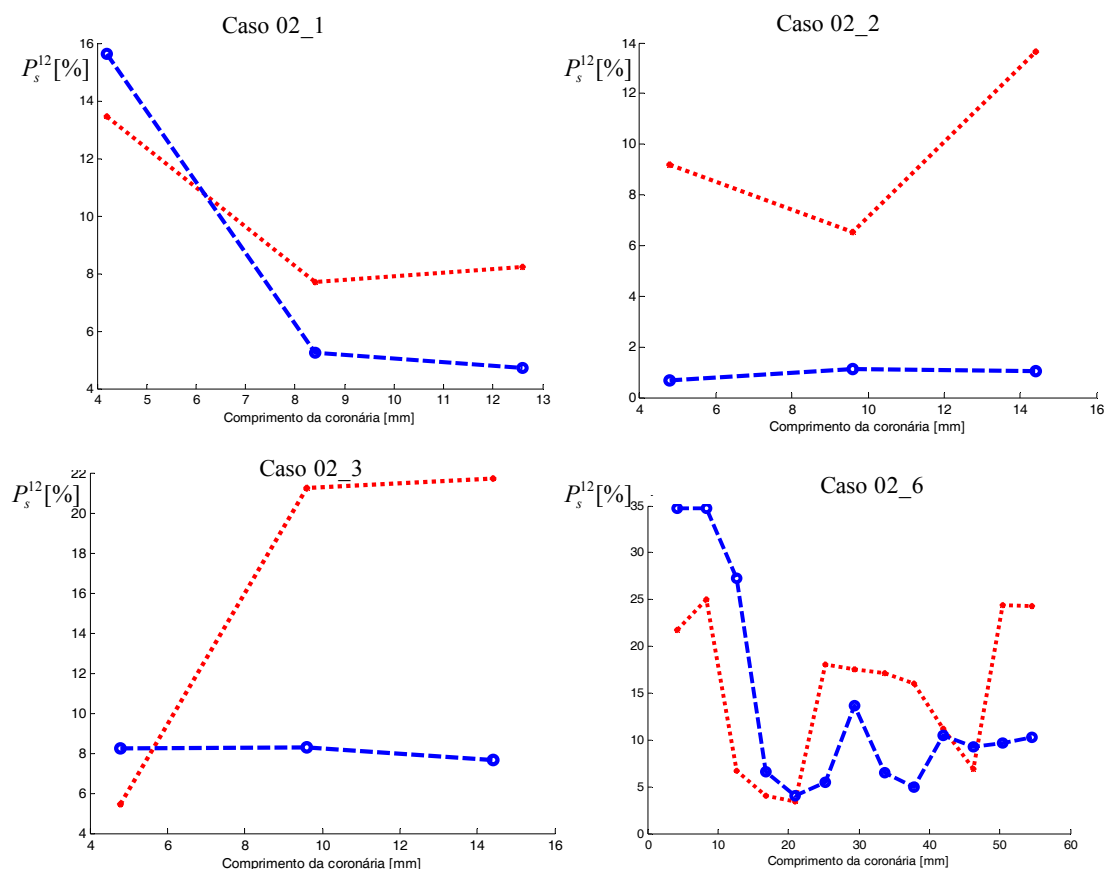 Caso 02_1
P_s^12[%]
16
14
12
10
8
6
4
4 5 6 7 8 9 10 11 12 13
Comprimento da coronária [mm]
Caso 02_2
P_s^12[%]
14
12
10
8
6
4
2
0
4 6 8 10 12 14 16
Comprimento da coronária [mm]
Caso 02_3
P_s^12[%]
22
20
18
16
14
12
10
8
6
4
4 6 8 10 12 14 16
Comprimento da coronária [mm]
Caso 02_6
P_s^12[%]
35
30
25
20
15
10
5
0
0 10 20 30 40 50 60
Comprimento da coronária [mm]